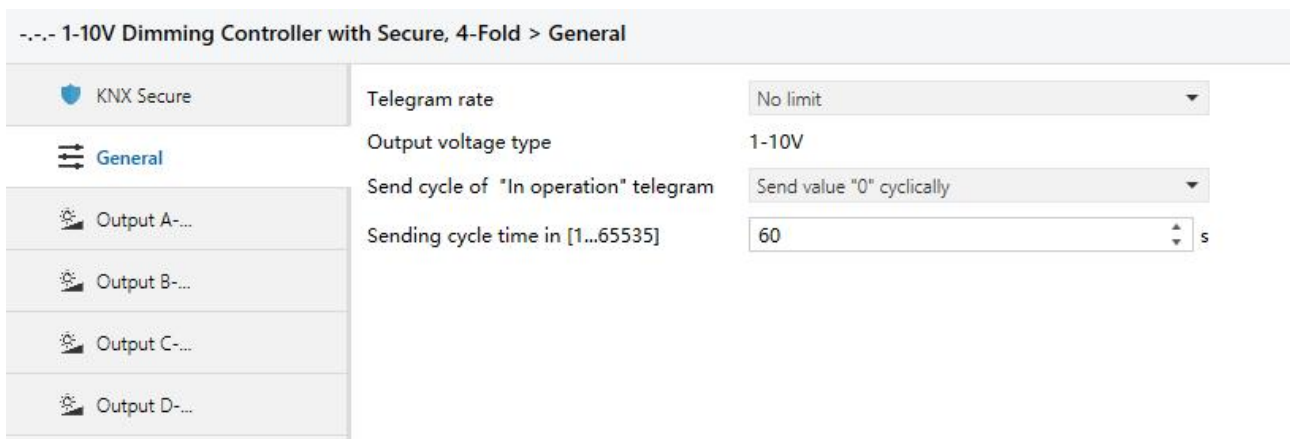 -.-.- 1-10V Dimming Controller with Secure, 4-Fold > General
KNX Secure
General
Output A-...
Output B-...
Output C-...
Output D-...
Telegram rate No limit
Output voltage type 1-10V
Send cycle of "In operation" telegram Send value "0" cyclically
Sending cycle time in [1...65535] 60 s